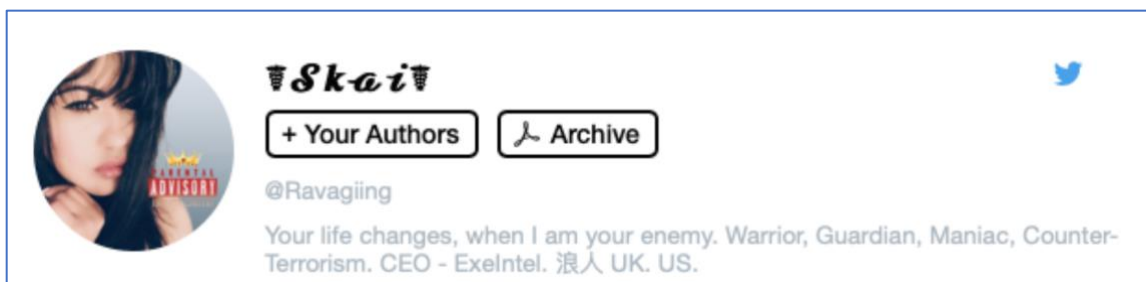 ☤𝓢𝓴𝓪𝓲☤
+ Your Authors
Archive
@Ravagiing
Your life changes, when I am your enemy. Warrior, Guardian, Maniac, Counter-
Terrorism. CEO - ExeIntel. 浪人 UK. US.
PARENTAL
ADVISORY